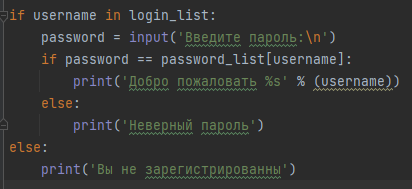 if username in login_list:
    password = input('Введите пароль:\n')
    if password == password_list[username]:
        print('Добро пожаловать %s' % (username))
    else:
        print('Неверный пароль')
else:
    print('Вы не зарегистрированны')